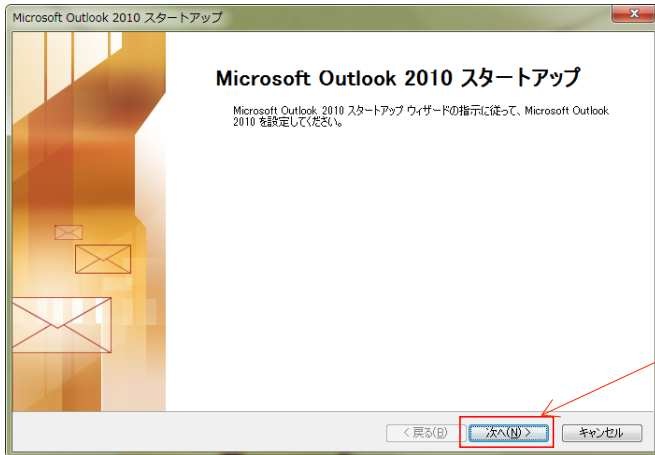 Microsoft Outlook 2010 スタートアップ
Microsoft Outlook 2010 スタートアップ
Microsoft Outlook 2010 スタートアップ ウィザードの指示に従って、Microsoft Outlook
2010 を設定してください。
< 戻る(B)
次へ(N) >
キャンセル